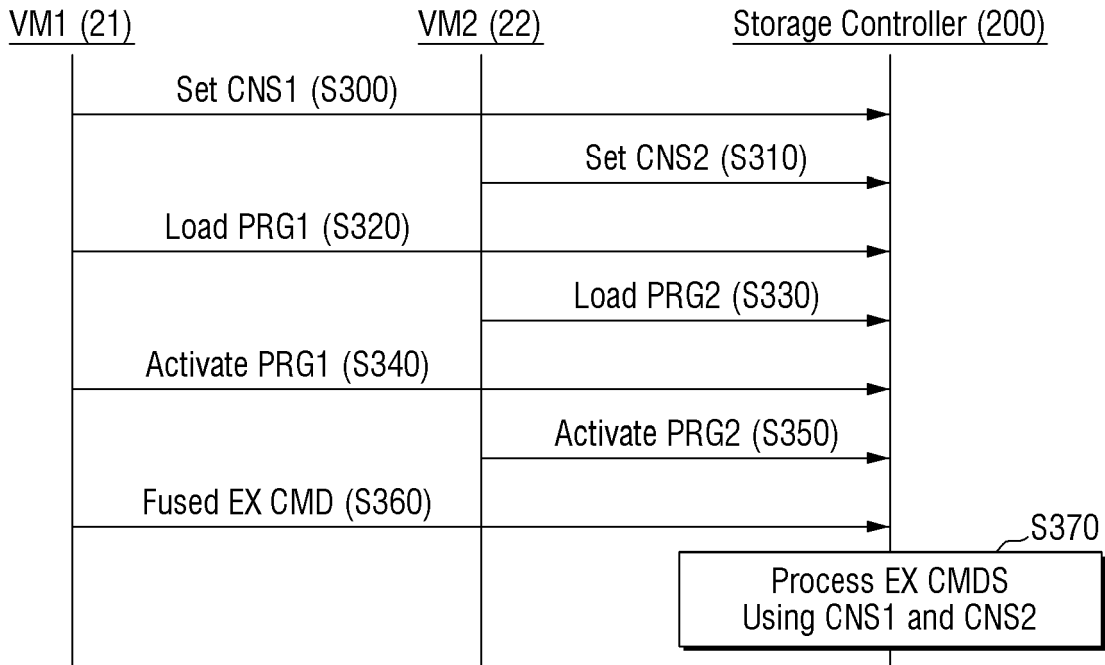 VM1 (21)
VM2 (22)
Storage Controller (200)
Set CNS1 (S300)
Set CNS2 (S310)
Load PRG1 (S320)
Load PRG2 (S330)
Activate PRG1 (S340)
Activate PRG2 (S350)
Fused EX CMD (S360)
S370
Process EX CMDS
Using CNS1 and CNS2